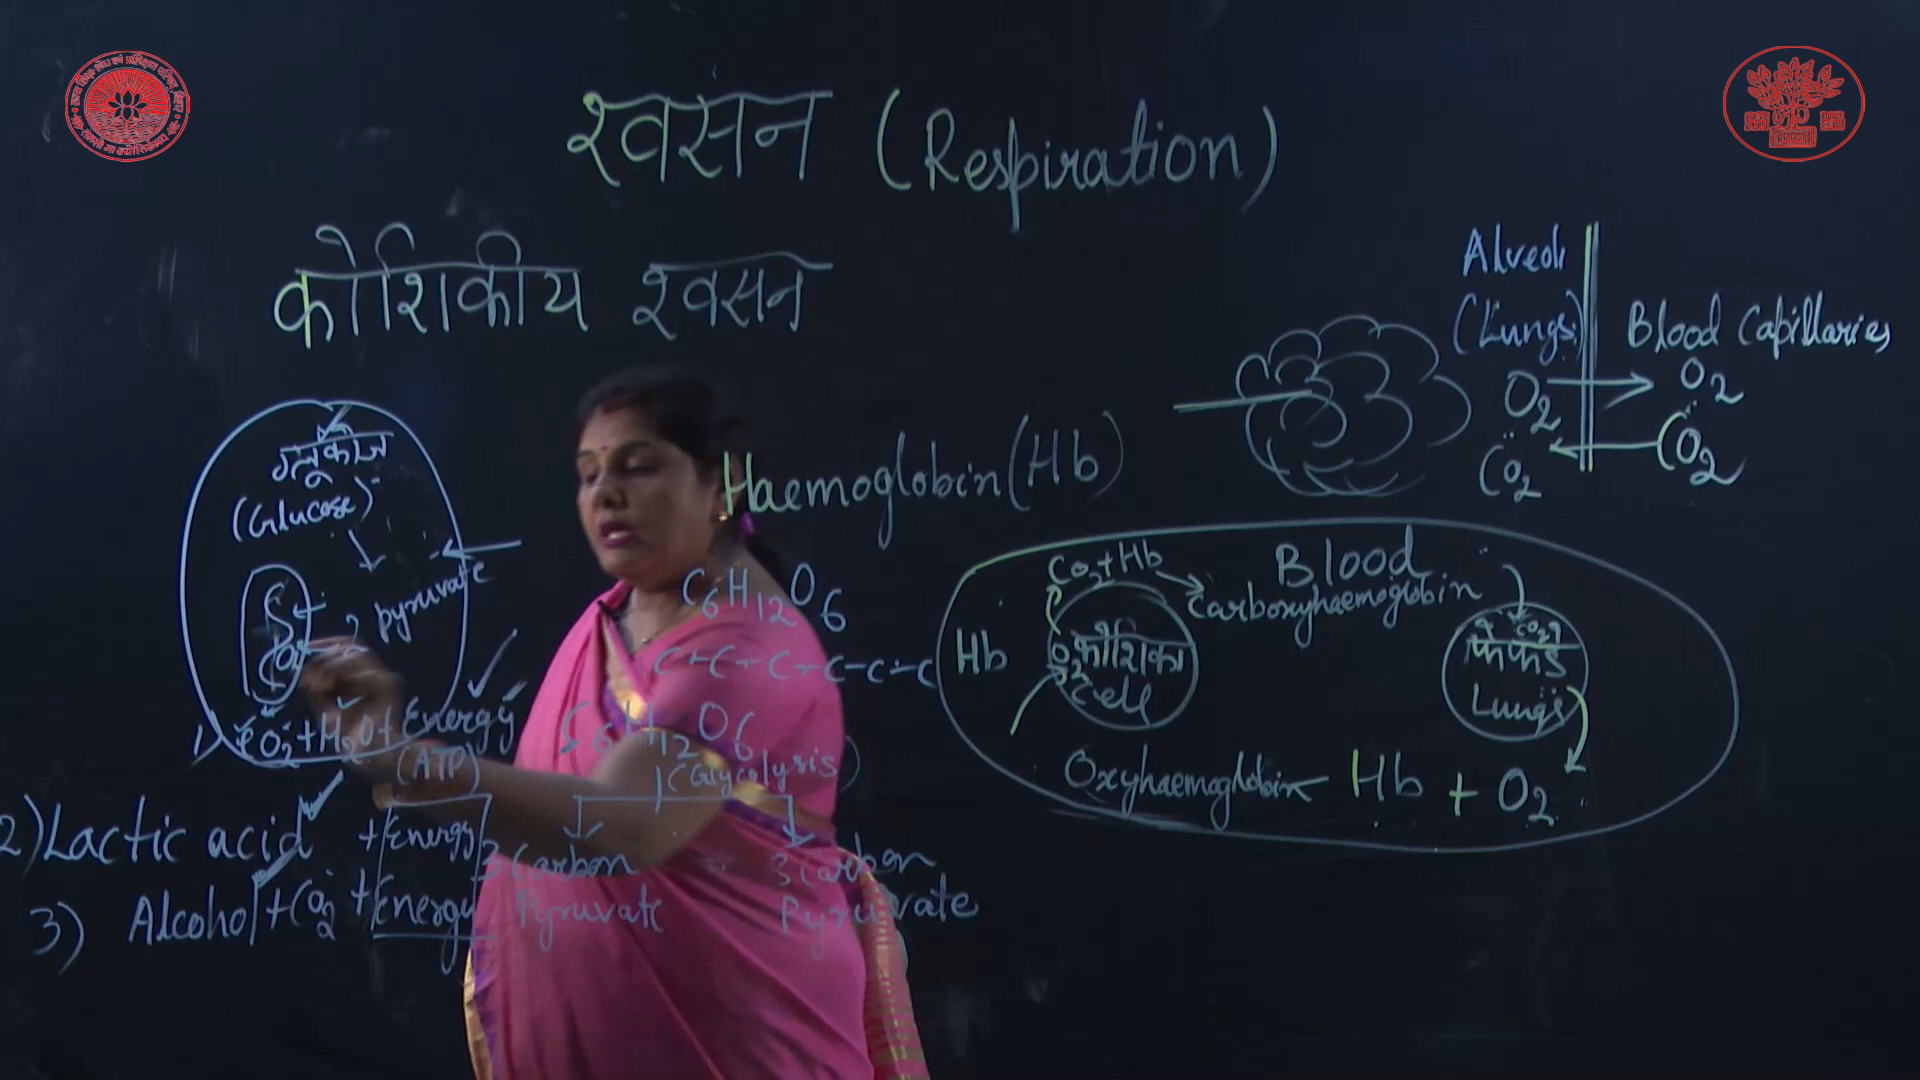 श्वसन (Respiration)
कोशिकीय श्वसन
Alveoli
(Lungs)
Blood Capillaries
O2
O2
CO2
CO2
ग्लूकोज
(Glucose)
2 pyruvate
Haemoglobin (Hb)
C6H12O6
C-C-C-C-C-C
C6H12O6
(Glycolysis)
3 Carbon
Pyruvate
3 Carbon
Pyruvate
1) CO2 + H2O + Energy
(ATP)
2) Lactic acid + Energy
3) Alcohol + CO2 + Energy
Blood
CO2 + Hb
Carboxyhaemoglobin
Hb
O2
कोशिका
Cell
CO2
फेफड़े
Lungs
Oxyhaemoglobin
Hb + O2